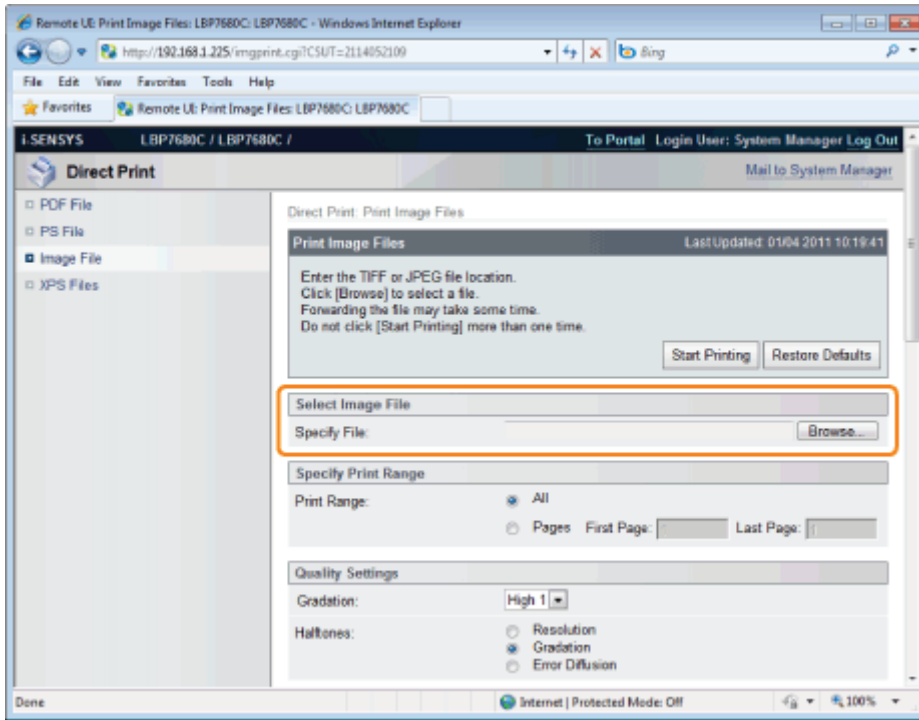 Remote UI: Print Image Files: LBP7680C: LBP7680C - Windows Internet Explorer
http://192.168.1.225/imgprint.cgi?CSUT=2114052109
Bing
File Edit View Favorites Tools Help
Favorites Remote UI: Print Image Files: LBP7680C: LBP7680C
i-SENSYS LBP7680C / LBP7680C / To Portal Login User: System Manager Log Out
Direct Print Mail to System Manager
PDF File
PS File
Image File
XPS Files
Direct Print: Print Image Files
Print Image Files Last Updated: 01/04 2011 10:19:41
Enter the TIFF or JPEG file location.
Click [Browse] to select a file.
Forwarding the file may take some time.
Do not click [Start Printing] more than one time.
Start Printing Restore Defaults
Select Image File
Specify File: Browse...
Specify Print Range
Print Range: All
Pages First Page: Last Page:
Quality Settings
Gradation: High 1
Halftones: Resolution
Gradation
Error Diffusion
Done Internet | Protected Mode: Off 100%